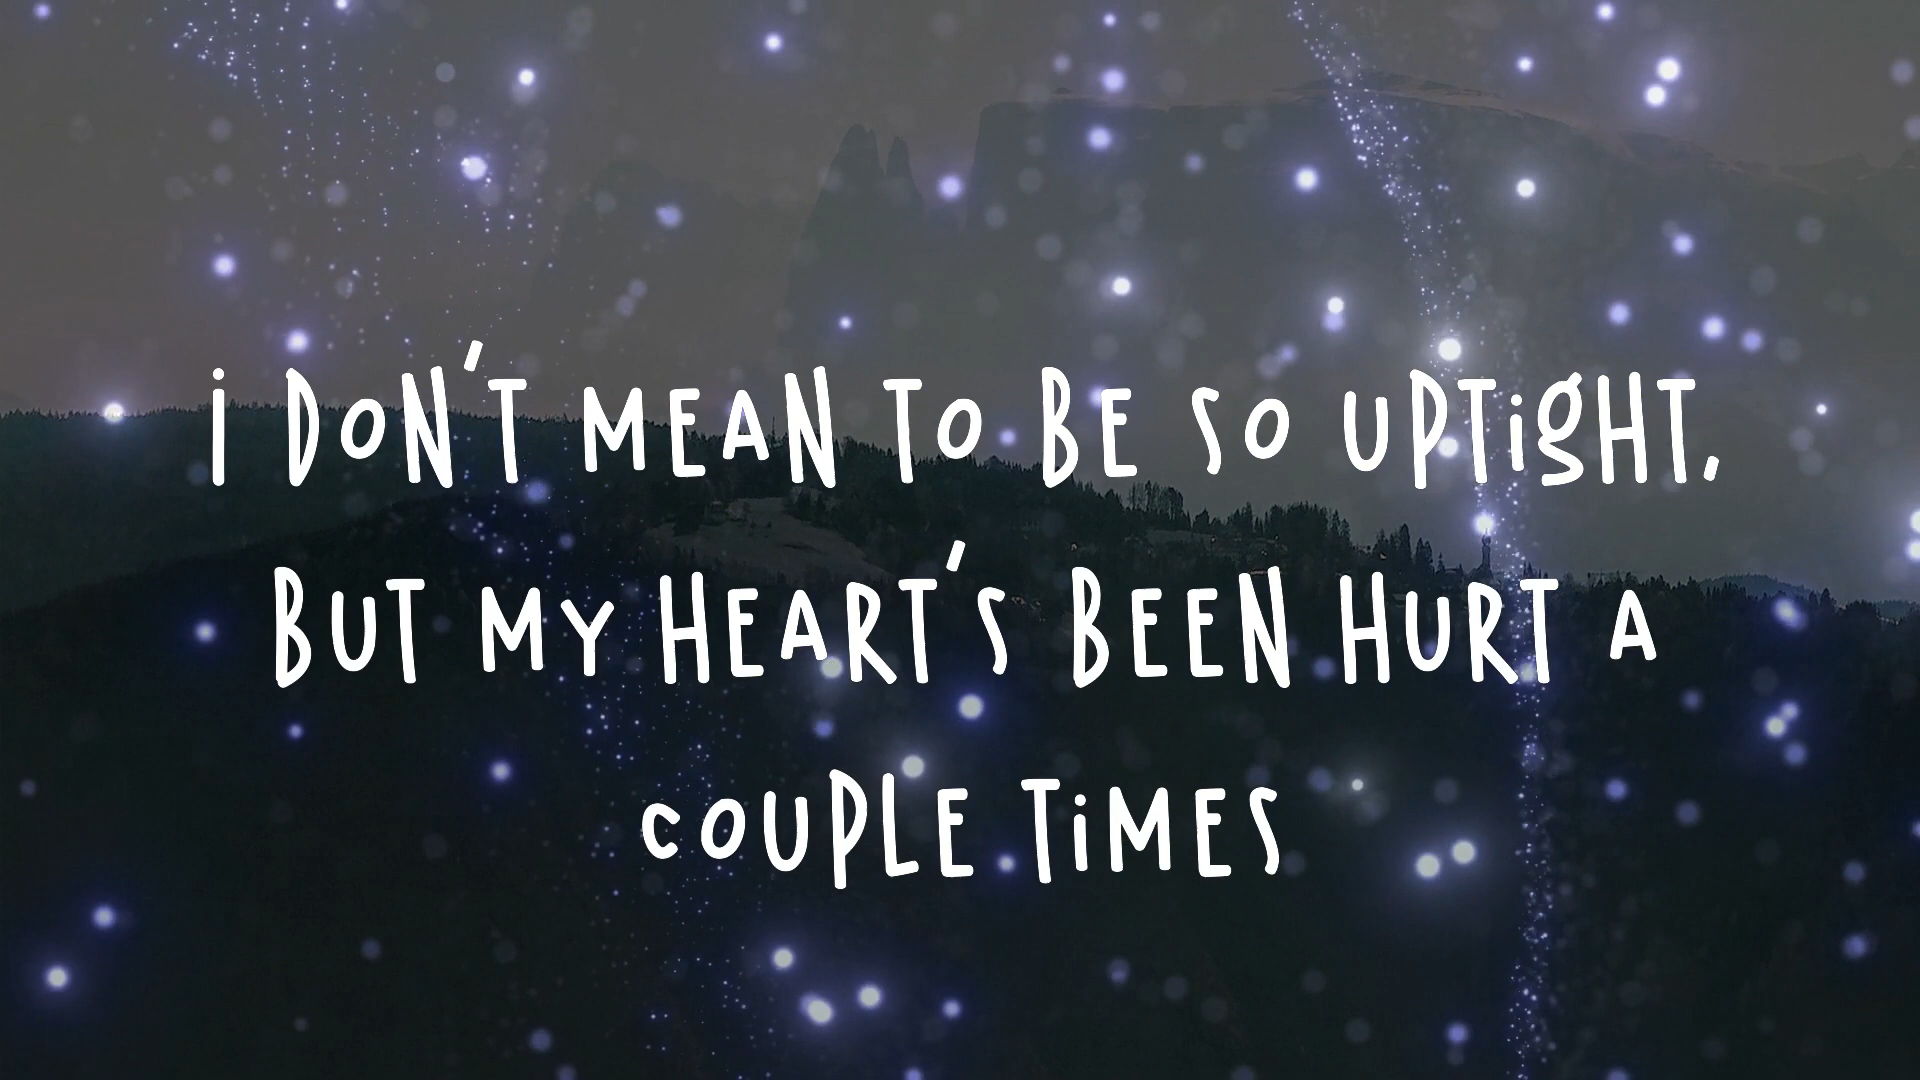 i DON'T MEAN TO BE SO UPTiGHT,
BUT MY HEART'S BEEN HURT A
COUPLE TiMES